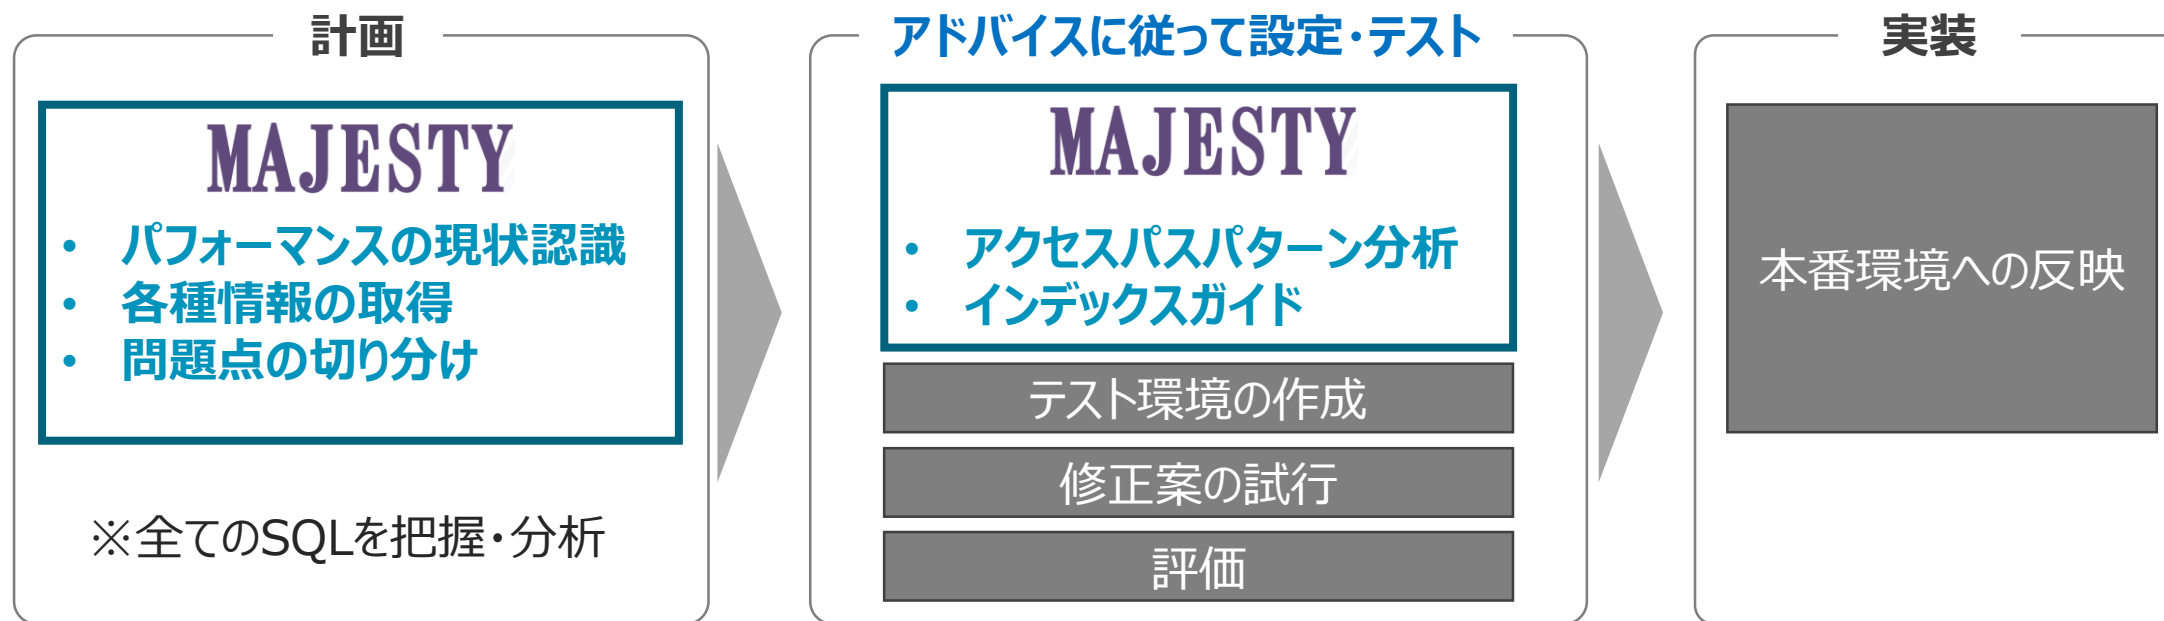 計画
MAJESTY
• パフォーマンスの現状認識
• 各種情報の取得
• 問題点の切り分け
※全てのSQLを把握・分析
アドバイスに従って設定・テスト
MAJESTY
• アクセスパスパターン分析
• インデックスガイド
テスト環境の作成
修正案の試行
評価
実装
本番環境への反映